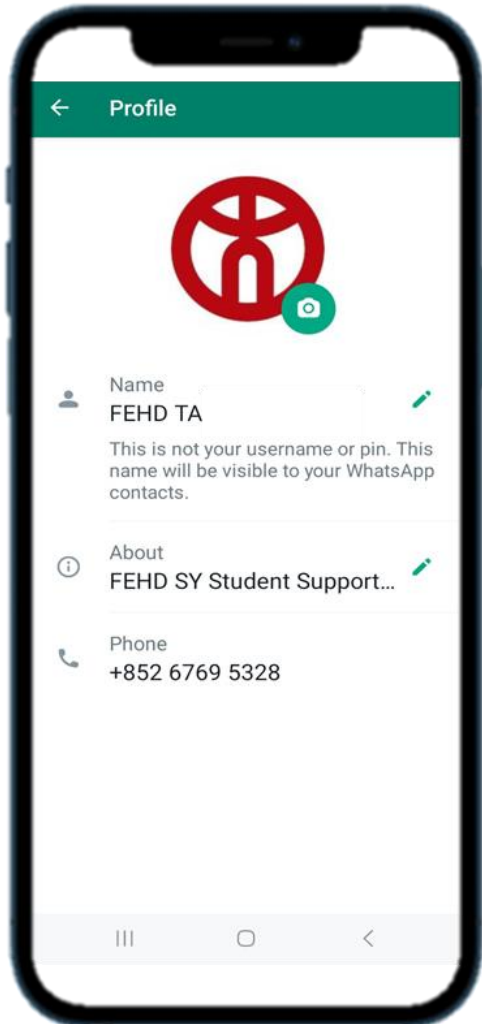 Profile
Name
FEHD TA
This is not your username or pin. This
name will be visible to your WhatsApp
contacts.
About
FEHD SY Student Support...
Phone
+852 6769 5328